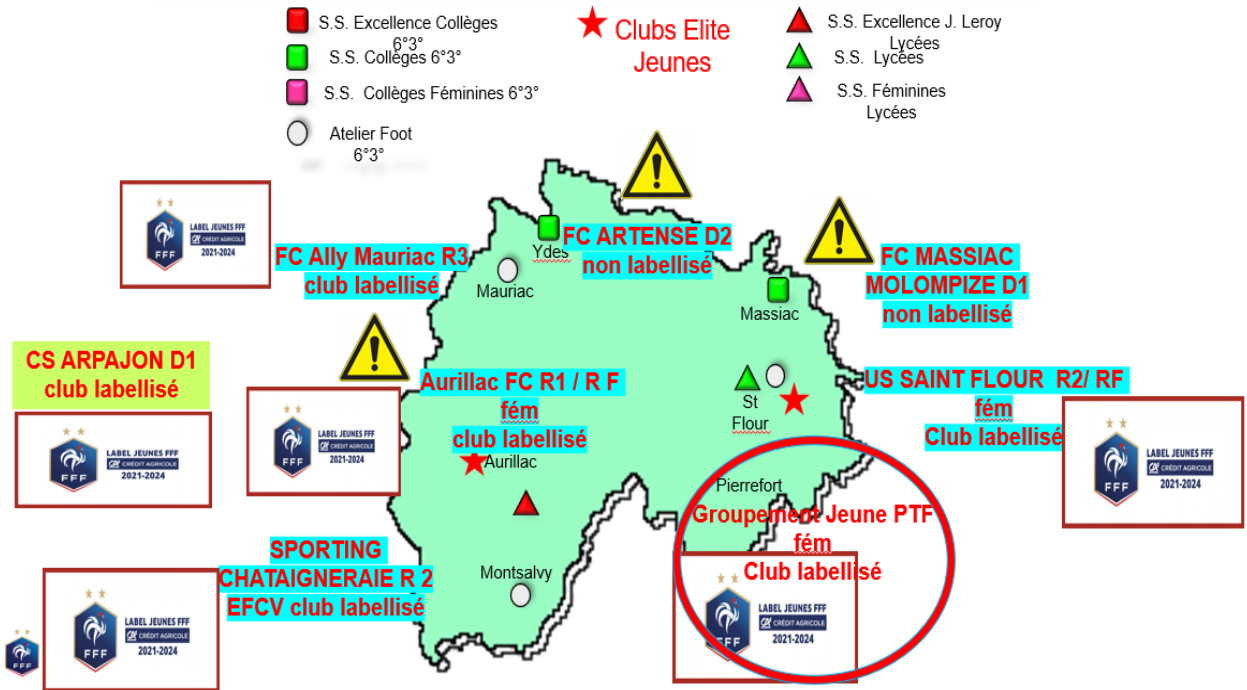 S.S. Excellence Collèges
6°3°
S.S. Collèges 6°3°
S.S. Collèges Féminines 6°3°
Atelier Foot
6°3°
Clubs Elite
Jeunes
S.S. Excellence J. Leroy
Lycées
S.S. Lycées
S.S. Féminines
Lycées
LABEL JEUNES FFF
CRÉDIT AGRICOLE
2021-2024
FFF
FC Ally Mauriac R3
club labellisé
Ydes
Mauriac
FC ARTENSE D2
non labellisé
FC MASSIAC
MOLOMPIZE D1
non labellisé
Massiac
CS ARPAJON D1
club labellisé
LABEL JEUNES FFF
CRÉDIT AGRICOLE
2021-2024
FFF
Aurillac FC R1 / R F
fém
club labellisé
LABEL JEUNES FFF
CRÉDIT AGRICOLE
2021-2024
FFF
Aurillac
St
Flour
US SAINT FLOUR R2/ RF
fém
Club labellisé
LABEL JEUNES FFF
CRÉDIT AGRICOLE
2021-2024
FFF
Pierrefort
Groupement Jeune PTF
fém
Club labellisé
LABEL JEUNES FFF
CRÉDIT AGRICOLE
2021-2024
FFF
SPORTING
CHATAIGNERAIE R 2
EFCV club labellisé
Montsalvy
LABEL JEUNES FFF
CRÉDIT AGRICOLE
2021-2024
FFF
FFF